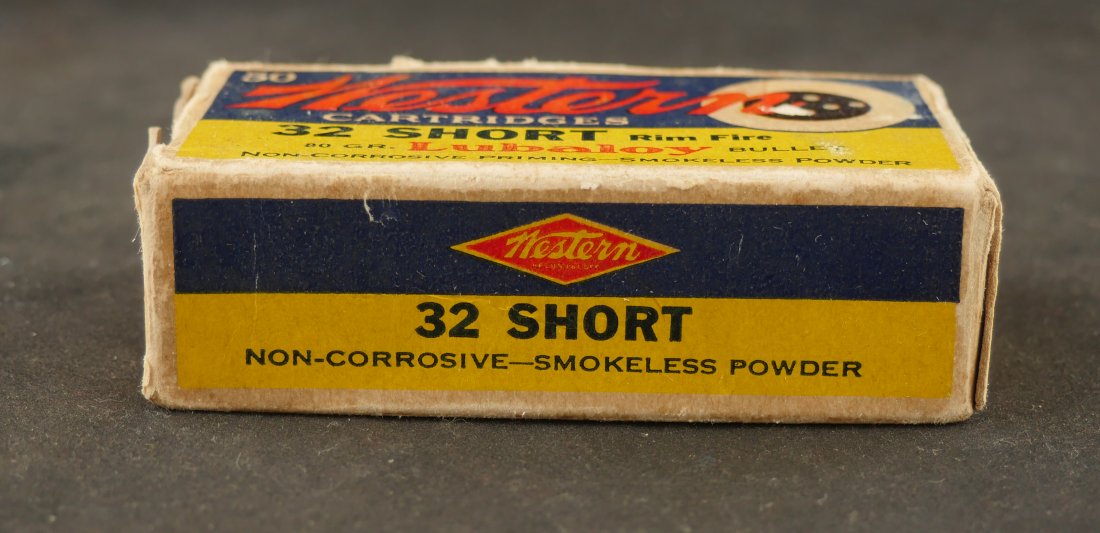 50
Western
CARTRIDGES
32 SHORT Rim Fire
80 GR. Lubaloy
NON-CORROSIVE PRIMING—SMOKELESS POWDER
Western
32 SHORT
NON-CORROSIVE—SMOKELESS POWDER